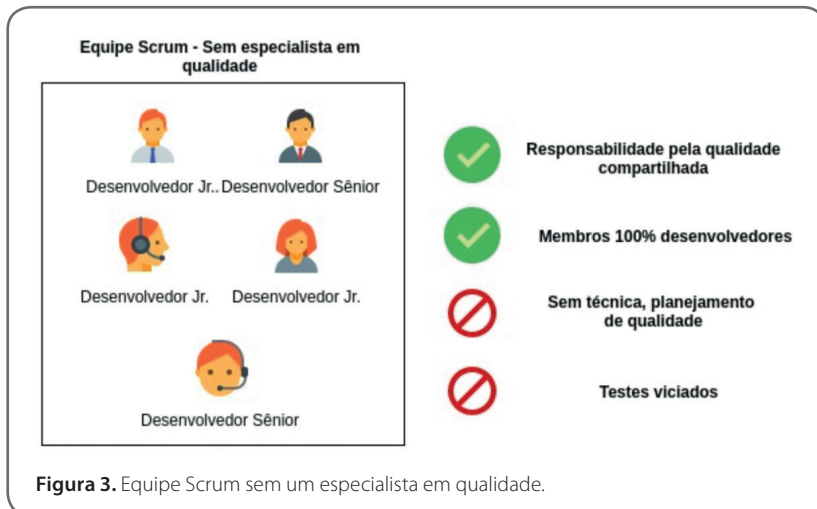 Equipe Scrum - Sem especialista em
qualidade
Desenvolvedor Jr..
Desenvolvedor Sênior
Desenvolvedor Jr.
Desenvolvedor Jr.
Desenvolvedor Sênior
Responsabilidade pela qualidade
compartilhada
Membros 100% desenvolvedores
Sem técnica, planejamento
de qualidade
Testes viciados
Figura 3. Equipe Scrum sem um especialista em qualidade.